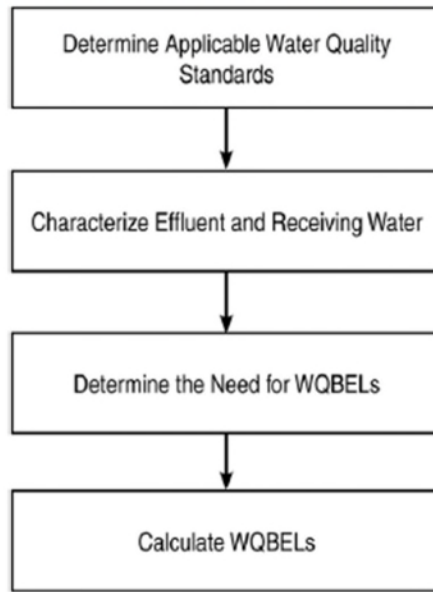 Determine Applicable Water Quality
Standards
Characterize Effluent and Receiving Water
Determine the Need for WQBELs
Calculate WQBELs